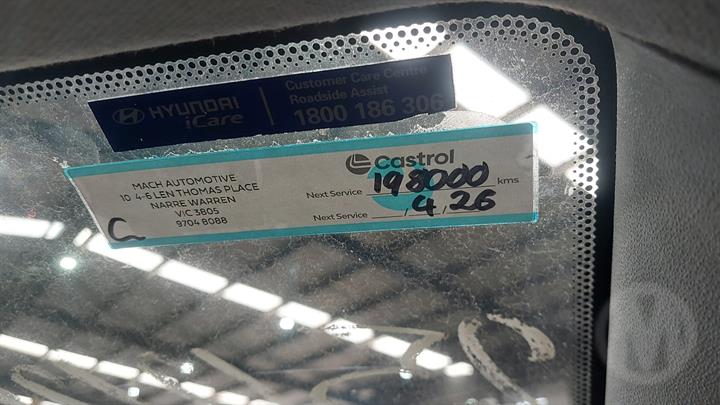 HYUNDAI
iCare
Customer Care Centre
Roadside Assist
1800 186 306
MACH AUTOMOTIVE
10 4-6 LEN THOMAS PLACE
NARRE WARREN
VIC 3805
9704 8088
Castrol
Next Service 198000 kms
Next Service __/4/26